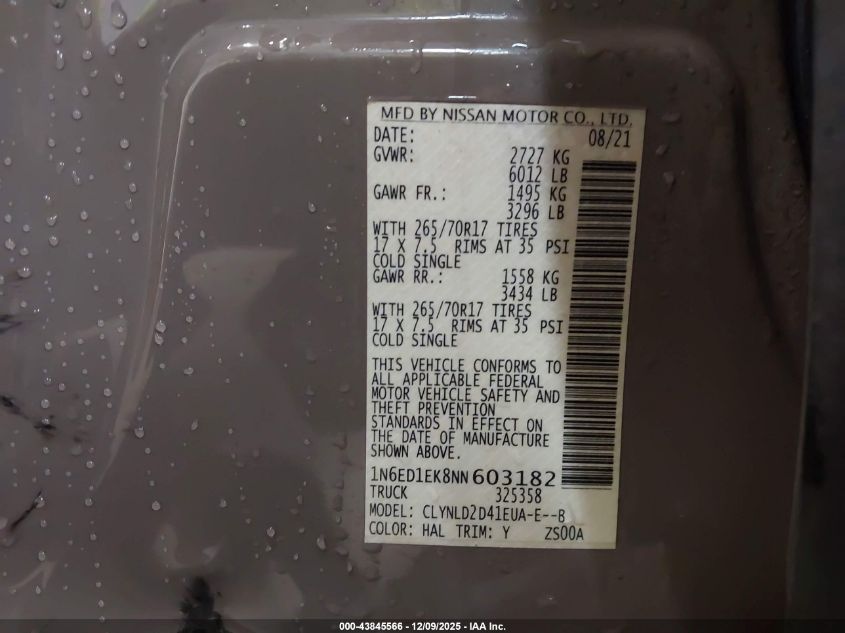 MFD BY NISSAN MOTOR CO., LTD.
DATE: 08/21
GVWR: 2727 KG
6012 LB
GAWR FR.: 1495 KG
3296 LB
WITH 265/70R17 TIRES
17 X 7.5 RIMS AT 35 PSI
COLD SINGLE
GAWR RR.: 1558 KG
3434 LB
WITH 265/70R17 TIRES
17 X 7.5 RIMS AT 35 PSI
COLD SINGLE
THIS VEHICLE CONFORMS TO
ALL APPLICABLE FEDERAL
MOTOR VEHICLE SAFETY AND
THEFT PREVENTION
STANDARDS IN EFFECT ON
THE DATE OF MANUFACTURE
SHOWN ABOVE.
1N6ED1EK8NN603182
TRUCK 325358
MODEL: CLYNLD2D41EUA-E--B
COLOR: HAL TRIM: Y ZS00A
000-43845566 - 12/09/2025 - IAA Inc.